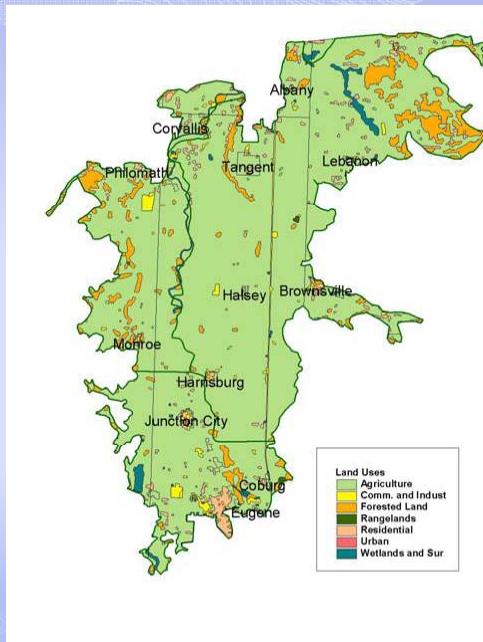 Albany
Corvallis
Lebanon
Tangent
Philomath
Halsey
Brownsville
Monroe
Harrisburg
Junction City
Coburg
Eugene
Land Uses
Agriculture
Comm. and Indust
Forested Land
Rangelands
Residential
Urban
Wetlands and Sur